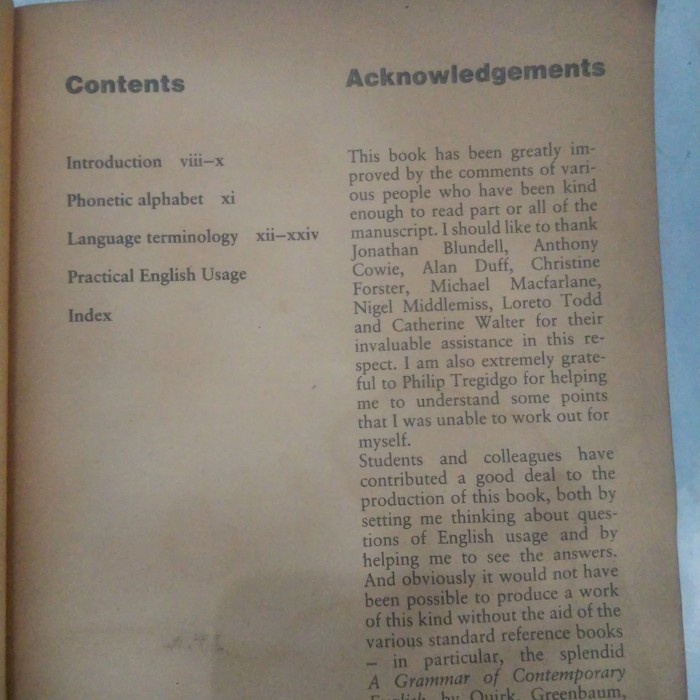 Contents
Introduction viii–x
Phonetic alphabet xi
Language terminology xii–xxiv
Practical English Usage
Index
Acknowledgements
This book has been greatly im-
proved by the comments of vari-
ous people who have been kind
enough to read part or all of the
manuscript. I should like to thank
Jonathan Blundell, Anthony
Cowie, Alan Duff, Christine
Forster, Michael Macfarlane,
Nigel Middlemiss, Loreto Todd
and Catherine Walter for their
invaluable assistance in this re-
spect. I am also extremely grate-
ful to Philip Tregidgo for helping
me to understand some points
that I was unable to work out for
myself.
Students and colleagues have
contributed a good deal to the
production of this book, both by
setting me thinking about ques-
tions of English usage and by
helping me to see the answers.
And obviously it would not have
been possible to produce a work
of this kind without the aid of the
various standard reference books
– in particular, the splendid
A Grammar of Contemporary
English by Quirk, Greenbaum,